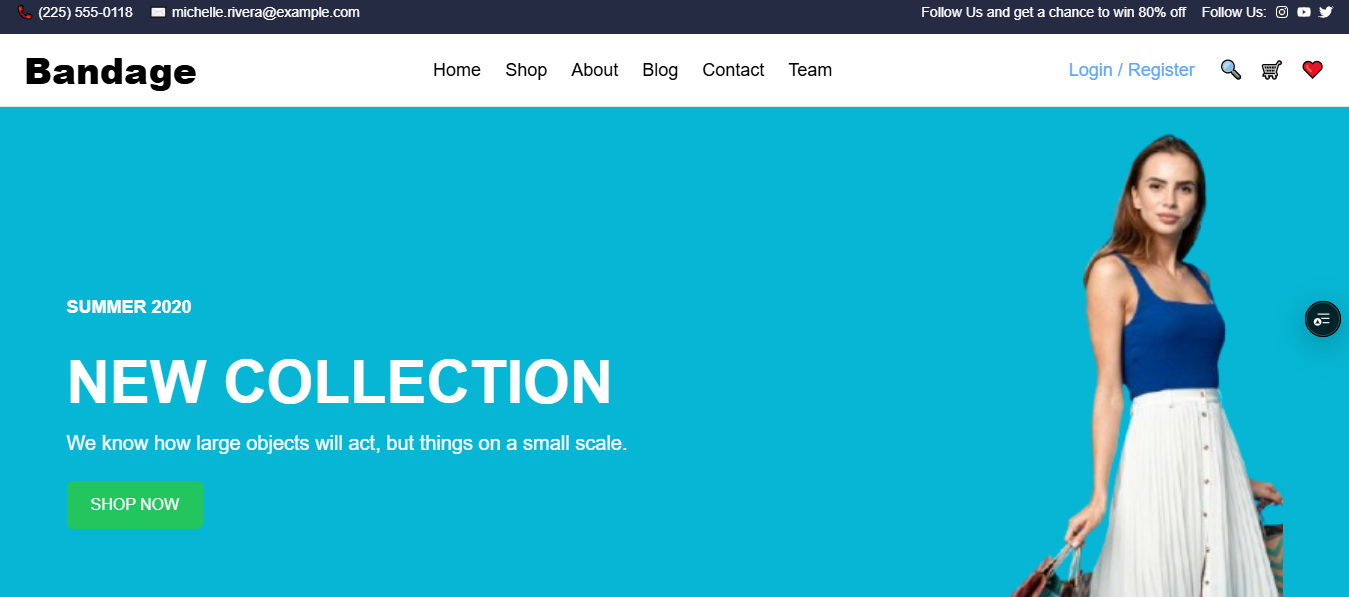 (225) 555-0118 michelle.rivera@example.com Follow Us and get a chance to win 80% off Follow Us:
Bandage Home Shop About Blog Contact Team Login / Register
SUMMER 2020
NEW COLLECTION
We know how large objects will act, but things on a small scale.
SHOP NOW